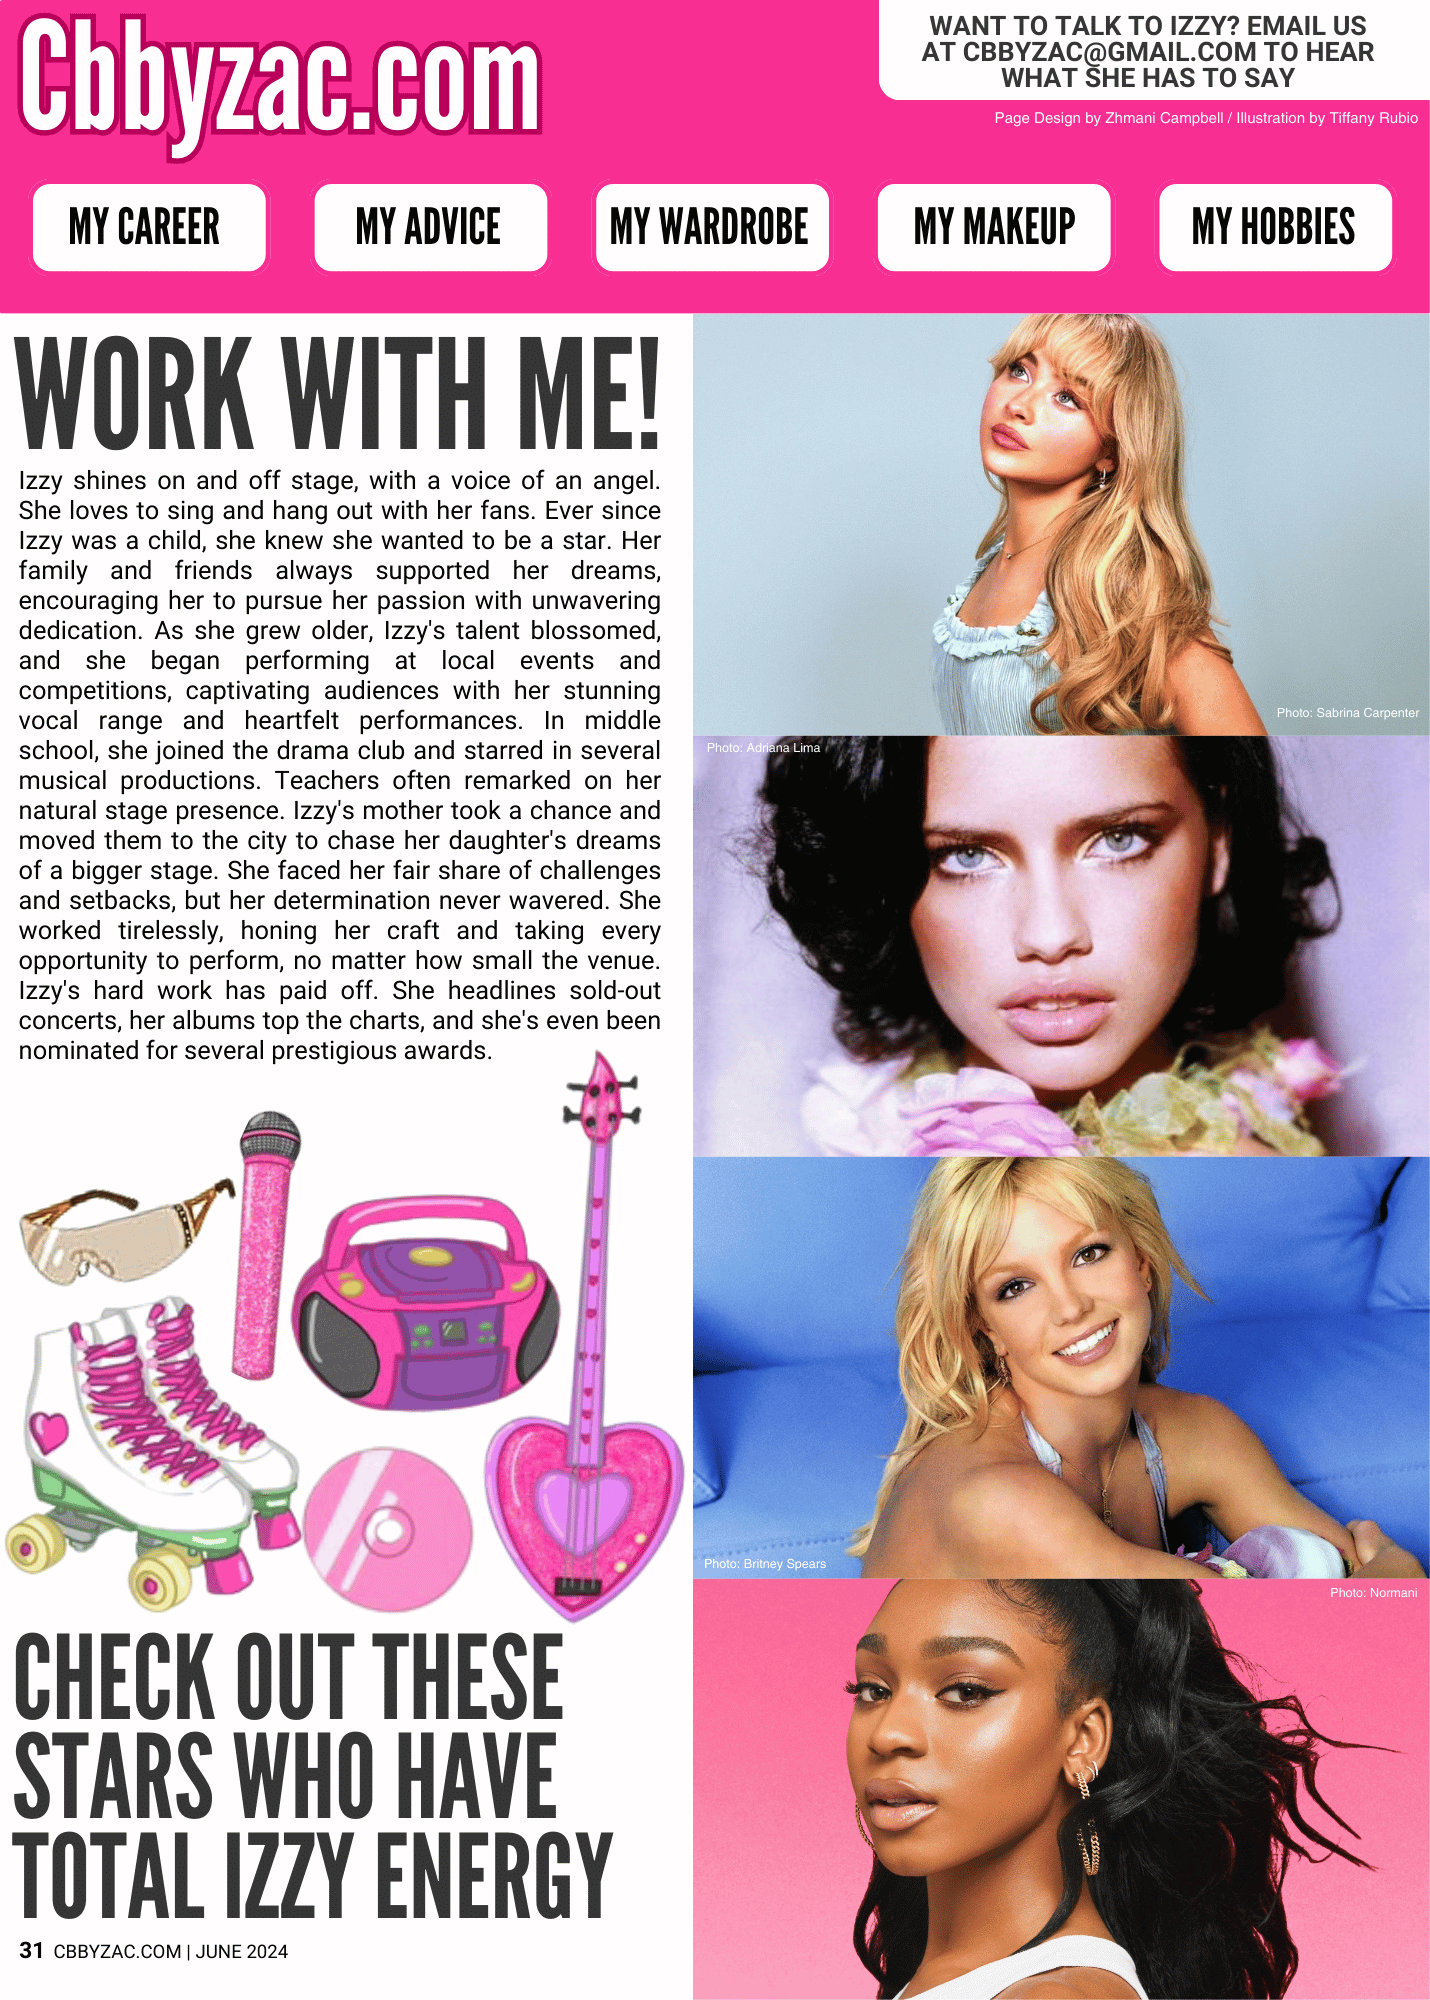 Cbbyzac.com
WANT TO TALK TO IZZY? EMAIL US
AT CBBYZAC@GMAIL.COM TO HEAR
WHAT SHE HAS TO SAY
Page Design by Zhmani Campbell / Illustration by Tiffany Rubio
MY CAREER
MY ADVICE
MY WARDROBE
MY MAKEUP
MY HOBBIES
WORK WITH ME!
Izzy shines on and off stage, with a voice of an angel.
She loves to sing and hang out with her fans. Ever since
Izzy was a child, she knew she wanted to be a star. Her
family and friends always supported her dreams,
encouraging her to pursue her passion with unwavering
dedication. As she grew older, Izzy's talent blossomed,
and she began performing at local events and
competitions, captivating audiences with her stunning
vocal range and heartfelt performances. In middle
school, she joined the drama club and starred in several
musical productions. Teachers often remarked on her
natural stage presence. Izzy's mother took a chance and
moved them to the city to chase her daughter's dreams
of a bigger stage. She faced her fair share of challenges
and setbacks, but her determination never wavered. She
worked tirelessly, honing her craft and taking every
opportunity to perform, no matter how small the venue.
Izzy's hard work has paid off. She headlines sold-out
concerts, her albums top the charts, and she's even been
nominated for several prestigious awards.
CHECK OUT THESE
STARS WHO HAVE
TOTAL IZZY ENERGY
31 CBBYZAC.COM | JUNE 2024
Photo: Sabrina Carpenter
Photo: Adriana Lima
Photo: Britney Spears
Photo: Normani